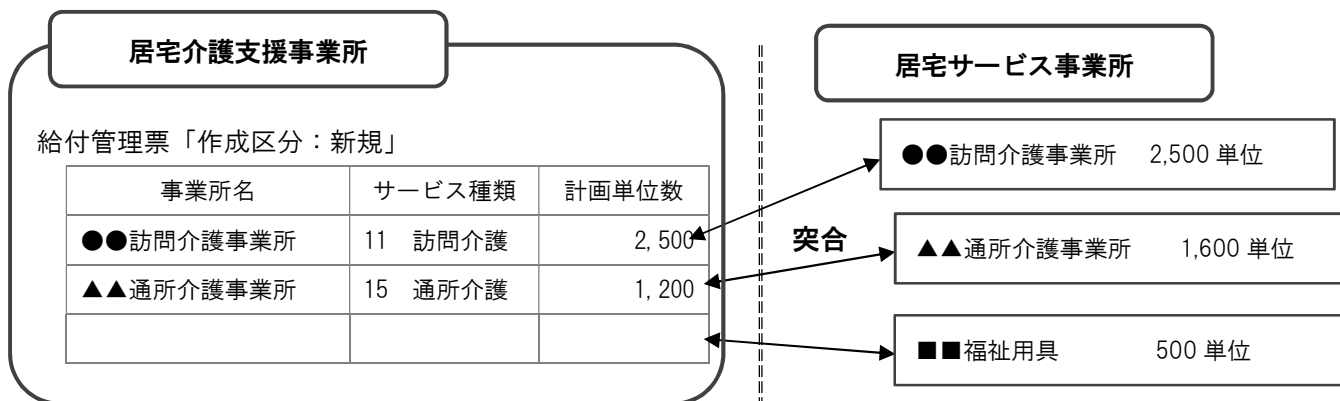 居宅介護支援事業所
給付管理票「作成区分：新規」
事業所名 サービス種類 計画単位数
●●訪問介護事業所 11 訪問介護 2,500
▲▲通所介護事業所 15 通所介護 1,200
突合
居宅サービス事業所
●●訪問介護事業所 2,500 単位
▲▲通所介護事業所 1,600 単位
■■福祉用具 500 単位